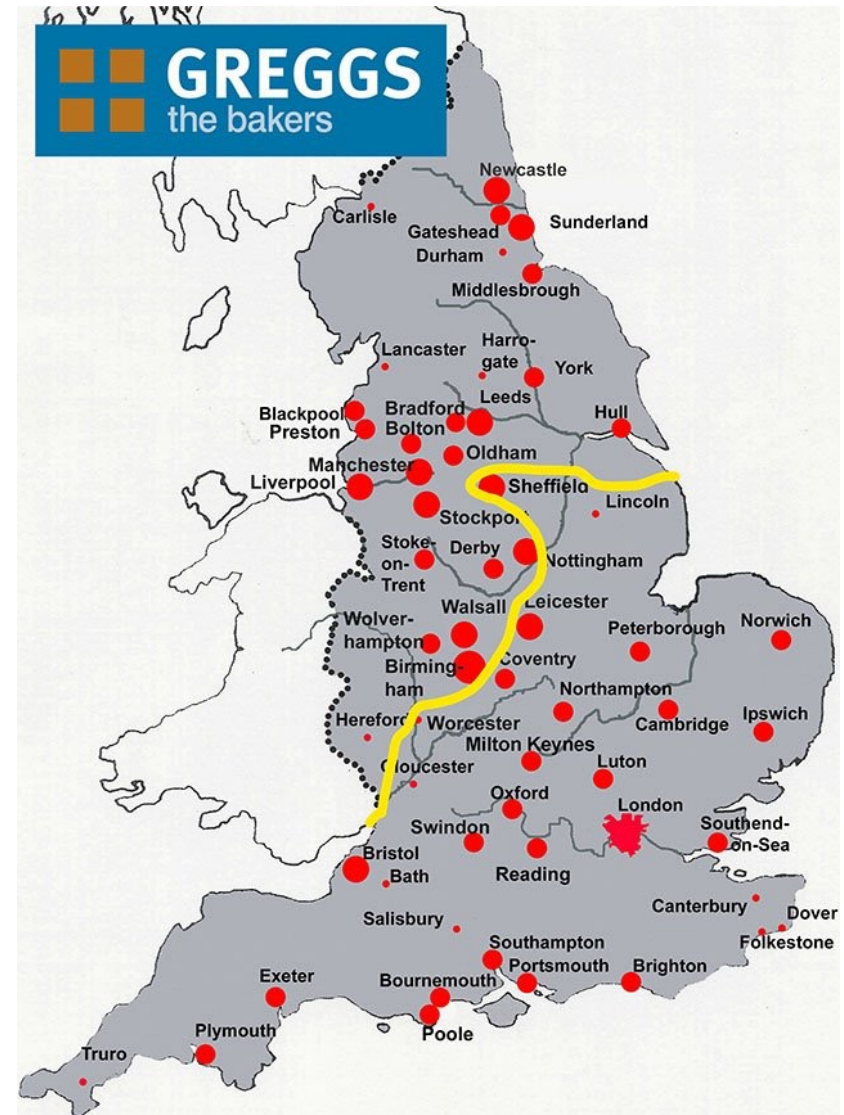 GREGGS
the bakers
Newcastle
Carlisle
Gateshead
Sunderland
Durham
Middlesbrough
Lancaster
Harro-
gate
York
Leeds
Blackpool
Bradford
Hull
Preston
Bolton
Oldham
Manchester
Liverpool
Sheffield
Lincoln
Stockport
Stoke-
on-
Trent
Derby
Nottingham
Walsall
Leicester
Wolver-
hampton
Peterborough
Norwich
Birming-
ham
Coventry
Northampton
Hereford
Worcester
Cambridge
Ipswich
Milton Keynes
Gloucester
Luton
Oxford
London
Swindon
Southend-
on-Sea
Bristol
Reading
Bath
Canterbury
Dover
Salisbury
Folkestone
Southampton
Exeter
Bournemouth
Portsmouth
Brighton
Plymouth
Poole
Truro